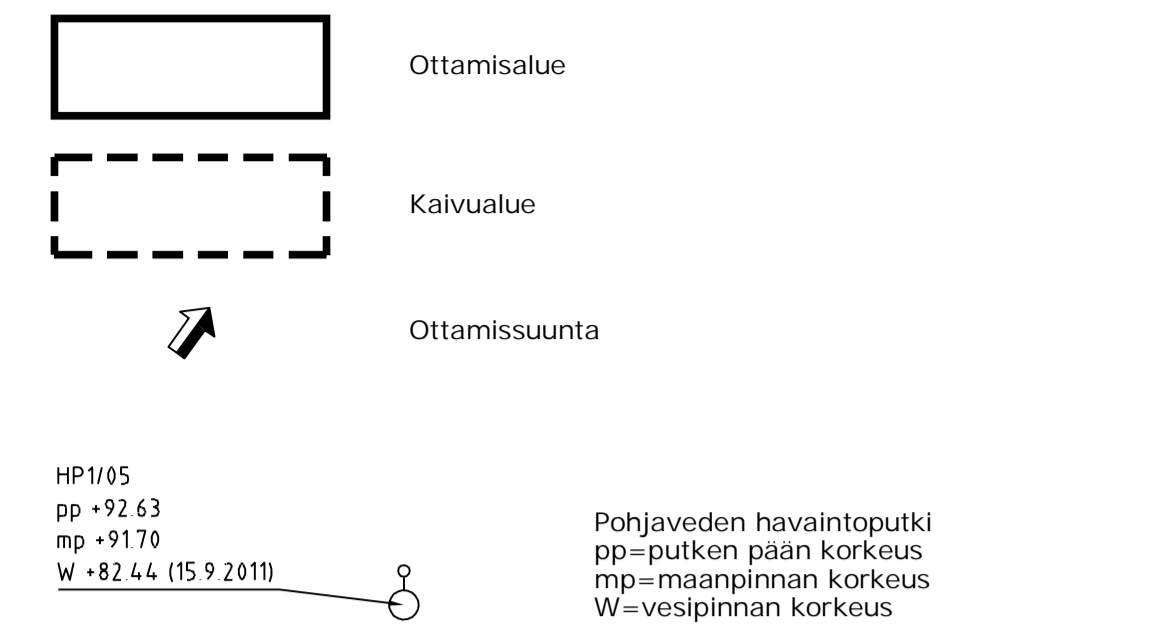 Ottamisalue
Kaivualue
Ottamissuunta
HP1/05
pp +92.63
mp +91.70
W +82.44 (15.9.2011)
Pohjaveden havaintoputki
pp=putken pään korkeus
mp=maanpinnan korkeus
W=vesipinnan korkeus